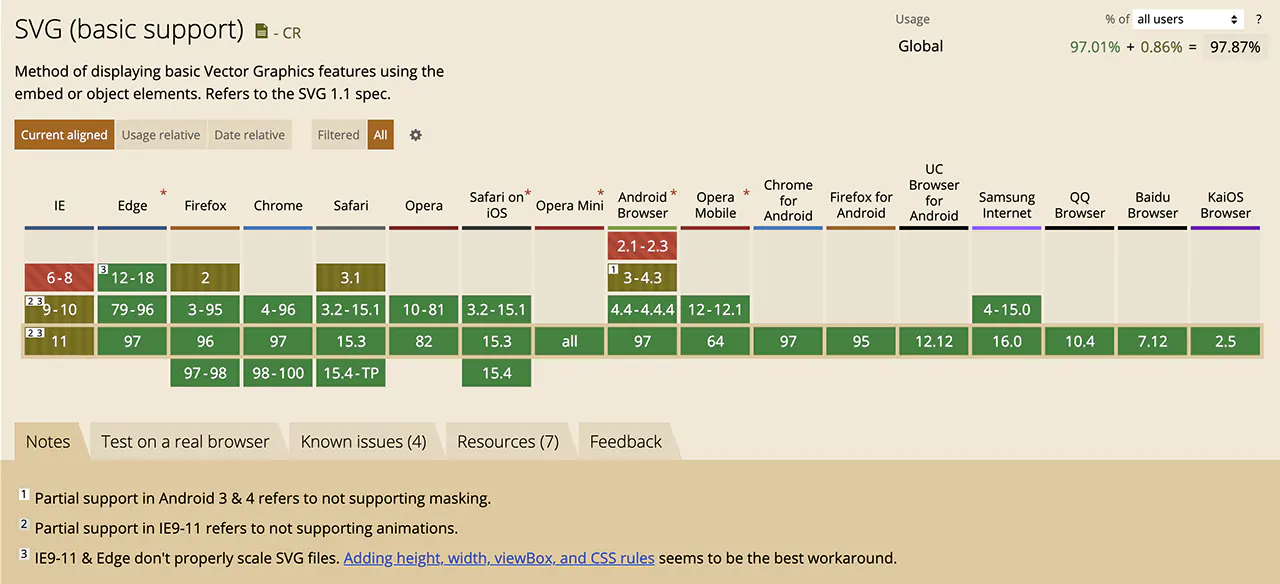 SVG (basic support) - CR
Usage % of all users ?
Global 97.01% + 0.86% = 97.87%
Method of displaying basic Vector Graphics features using the
embed or object elements. Refers to the SVG 1.1 spec.
Current aligned Usage relative Date relative Filtered All
IE Edge * Firefox Chrome Safari Opera Safari on iOS * Opera Mini * Android Browser * Opera Mobile * Chrome for Android Firefox for Android UC Browser for Android Samsung Internet QQ Browser Baidu Browser KaiOS Browser
2.1-2.3
6-8 3 12-18 2 3.1 1 3-4.3
2 3 9-10 79-96 3-95 4-96 3.2-15.1 10-81 3.2-15.1 4.4-4.4.4 12-12.1 4-15.0
2 3 11 97 96 97 15.3 82 15.3 all 97 64 97 95 12.12 16.0 10.4 7.12 2.5
97-98 98-100 15.4-TP 15.4
Notes Test on a real browser Known issues (4) Resources (7) Feedback
1 Partial support in Android 3 & 4 refers to not supporting masking.
2 Partial support in IE9-11 refers to not supporting animations.
3 IE9-11 & Edge don't properly scale SVG files. Adding height, width, viewBox, and CSS rules seems to be the best workaround.